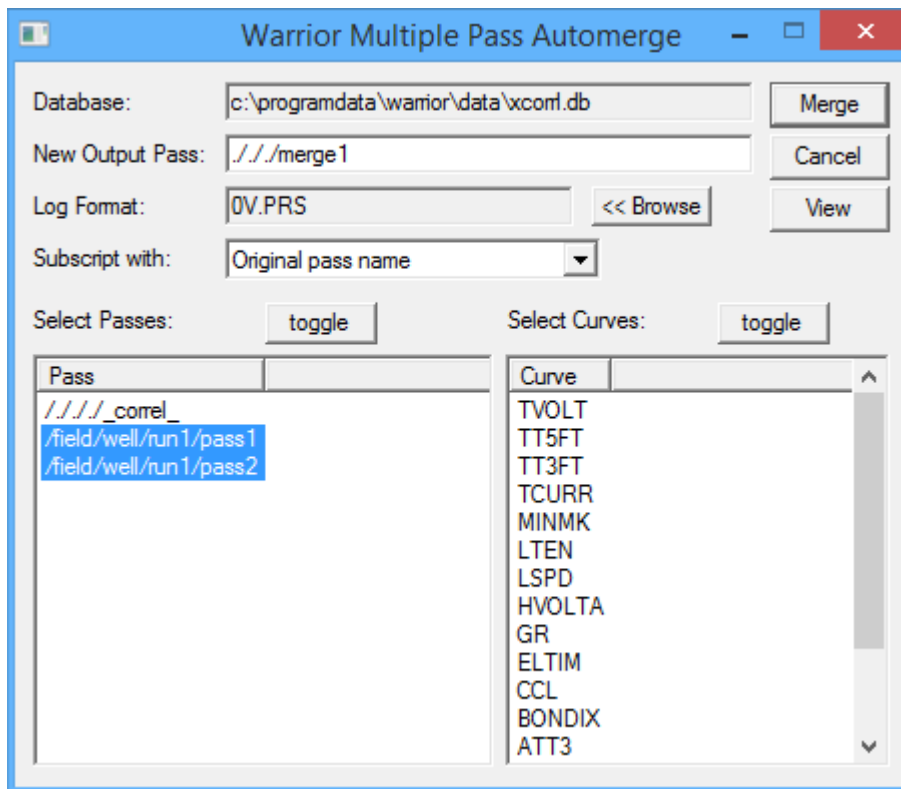 Warrior Multiple Pass Automerge
Database: c:\programdata\warrior\data\xcorrl.db Merge
New Output Pass: ././././merge1 Cancel
Log Format: 0V.PRS << Browse View
Subscript with: Original pass name
Select Passes: toggle Select Curves: toggle
Pass Curve
/././././_correl_ TVOLT
/field/well/run1/pass1 TT5FT
/field/well/run1/pass2 TT3FT
TCURR
MINMK
LTEN
LSPD
HVOLTA
GR
ELTIM
CCL
BONDIX
ATT3